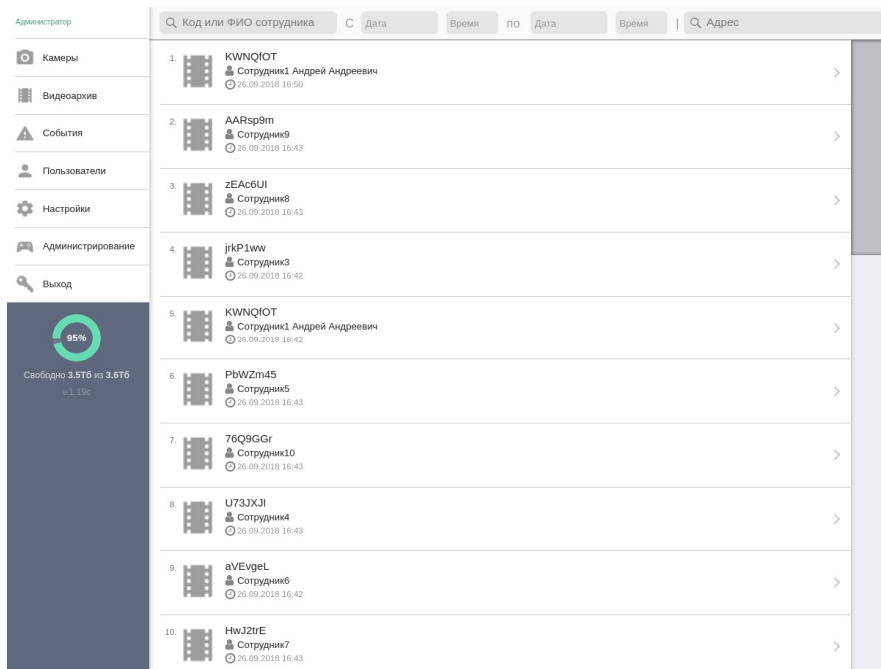 Администратор
Камеры
Видеоархив
События
Пользователи
Настройки
Администрирование
Выход
95%
Свободно 3.5Тб из 3.6Тб
v.1.19c
Код или ФИО сотрудника С Дата Время по Дата Время | Адрес
1. KWNQfOT
Сотрудник1 Андрей Андреевич
26.09.2018 16:50
2. AARsp9m
Сотрудник9
26.09.2018 16:43
3. zEAc6UI
Сотрудник8
26.09.2018 16:43
4. jrkP1ww
Сотрудник3
26.09.2018 16:42
5. KWNQfOT
Сотрудник1 Андрей Андреевич
26.09.2018 16:42
6. PbWZm45
Сотрудник5
26.09.2018 16:43
7. 76Q9GGr
Сотрудник10
26.09.2018 16:43
8. U73JXJI
Сотрудник4
26.09.2018 16:43
9. aVEvgeL
Сотрудник6
26.09.2018 16:42
10. HwJ2trE
Сотрудник7
26.09.2018 16:43